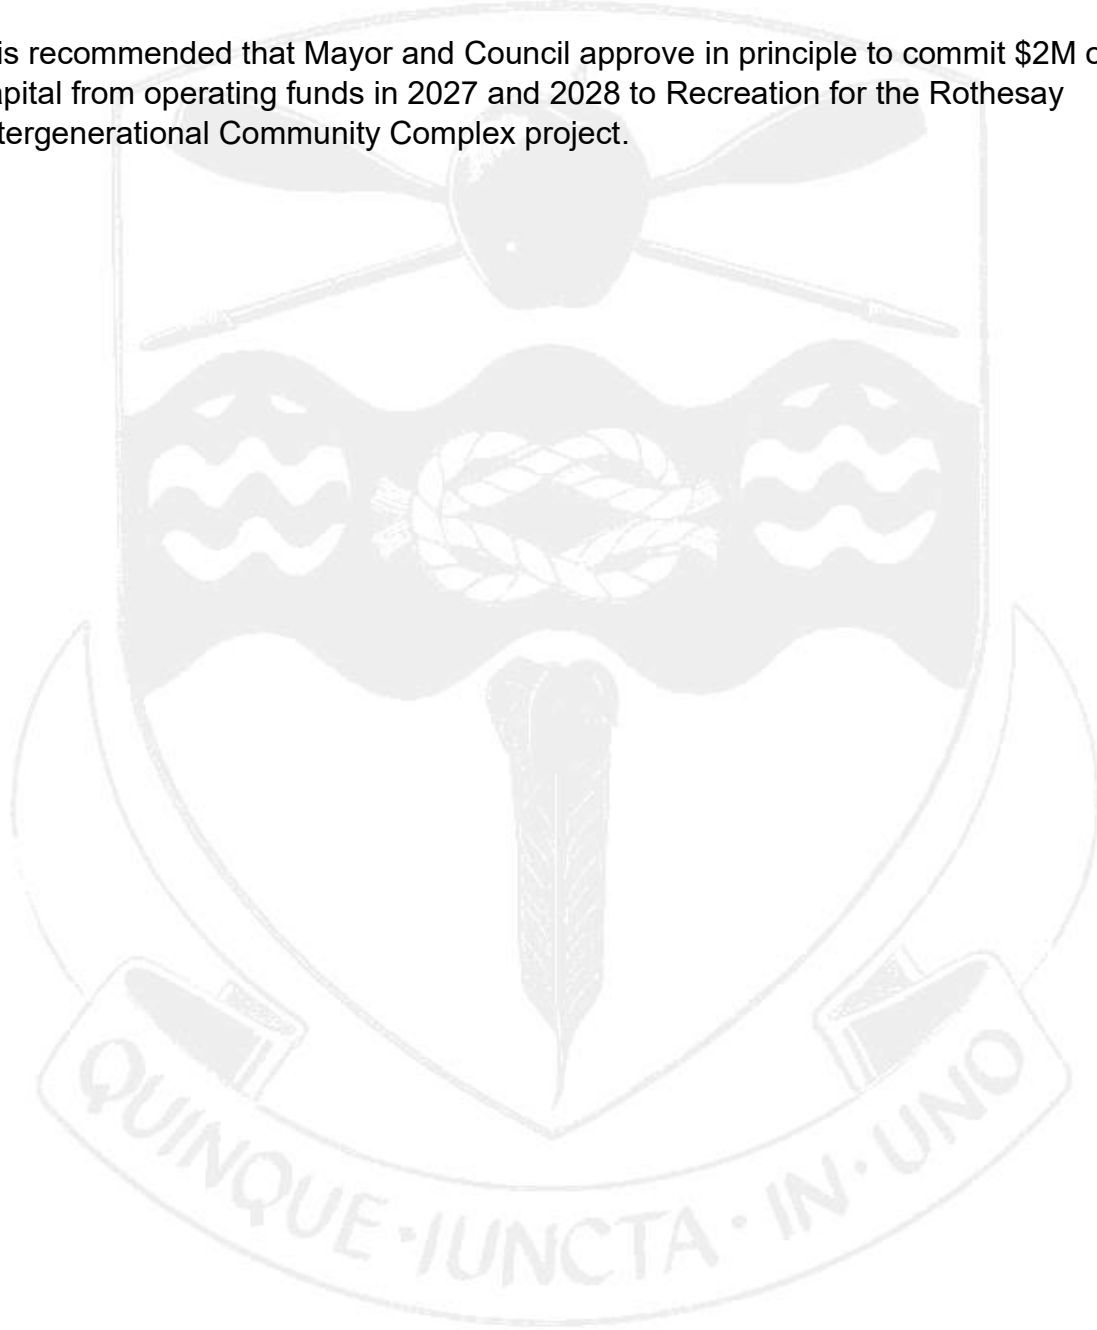 is recommended that Mayor and Council approve in principle to commit $2M
apital from operating funds in 2027 and 2028 to Recreation for the Rothesay
tergenerational Community Complex project.
QUINQUE·IUNCTA·IN·UNO